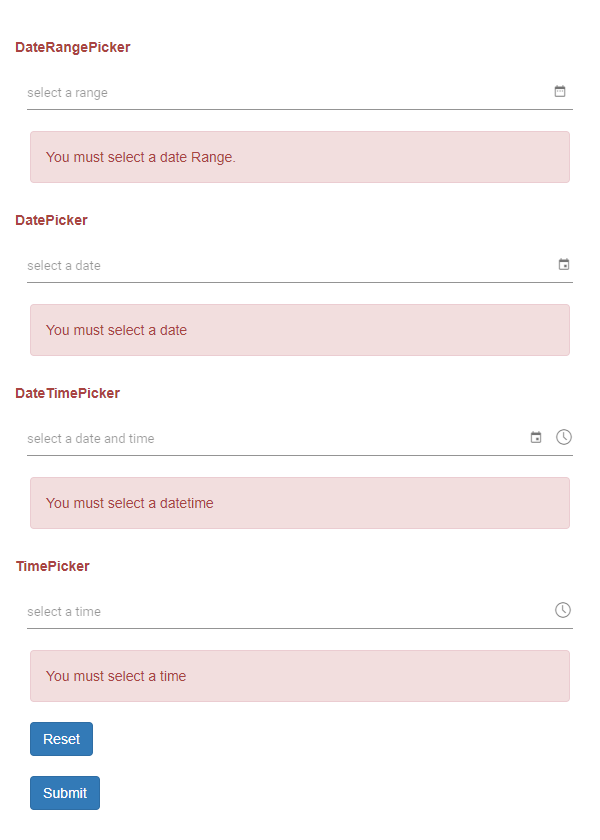 DateRangePicker
select a range
You must select a date Range.
DatePicker
select a date
You must select a date
DateTimePicker
select a date and time
You must select a datetime
TimePicker
select a time
You must select a time
Reset
Submit